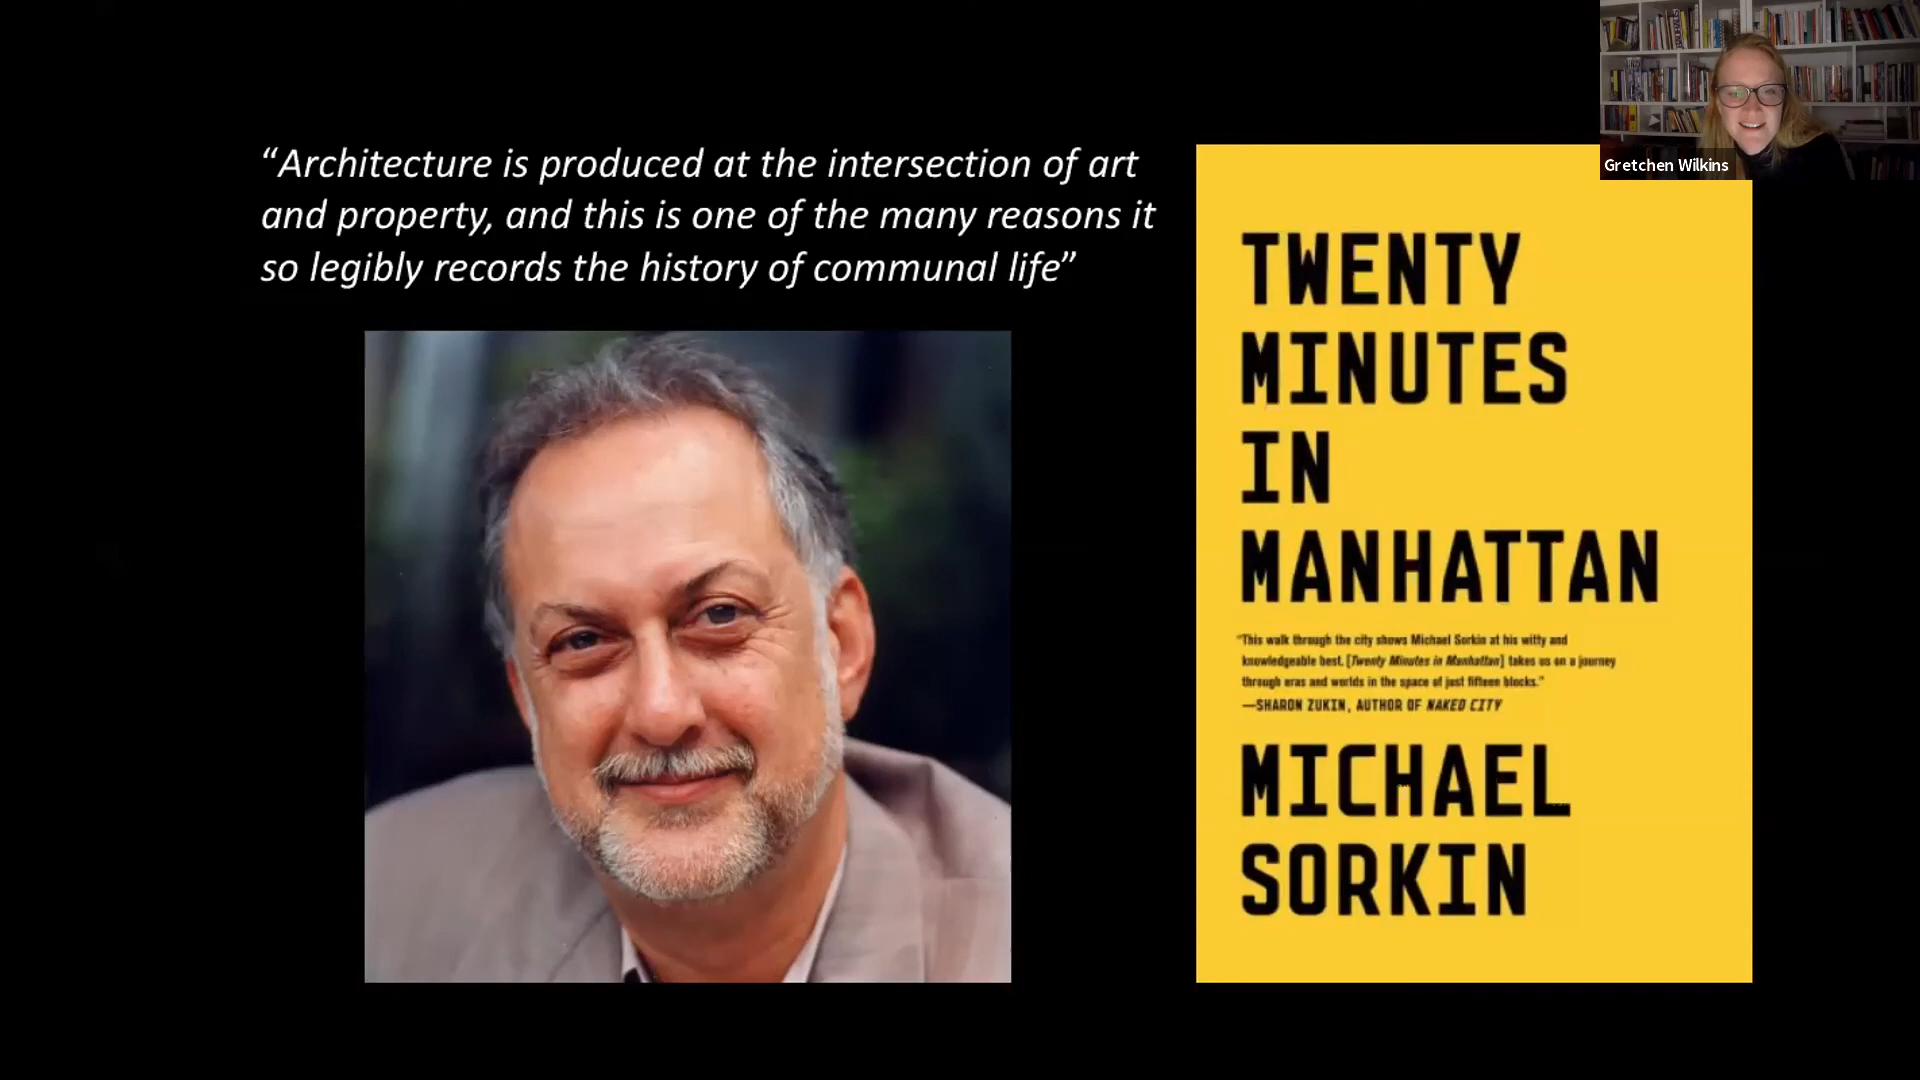 “Architecture is produced at the intersection of art
and property, and this is one of the many reasons it
so legibly records the history of communal life”
Gretchen Wilkins
TWENTY
MINUTES
IN
MANHATTAN
“This walk through the city shows Michael Sorkin at his witty and
knowledgeable best. [Twenty Minutes in Manhattan] takes us on a journey
through eras and worlds in the space of just fifteen blocks.”
—SHARON ZUKIN, AUTHOR OF NAKED CITY
MICHAEL
SORKIN